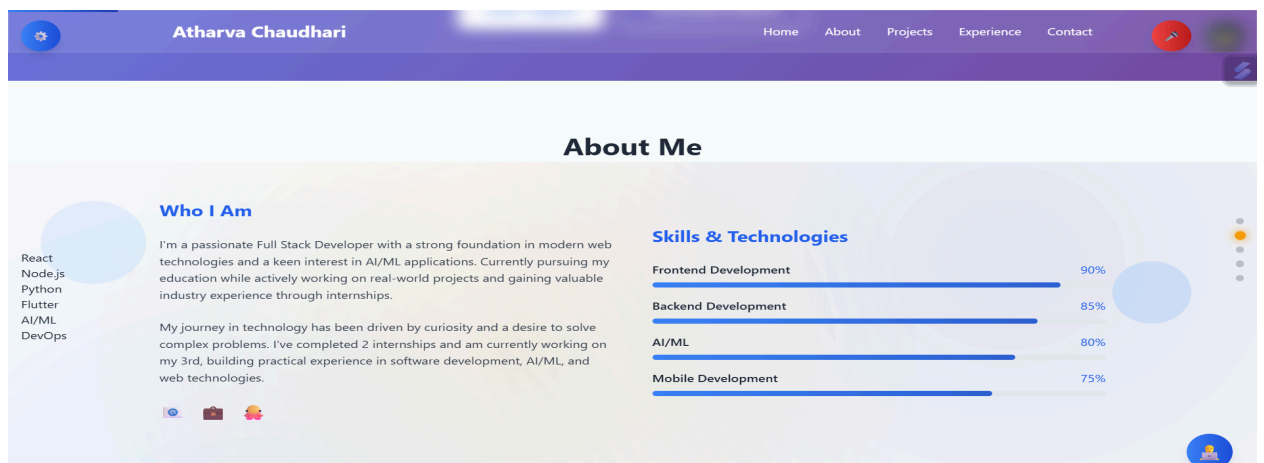 Atharva Chaudhari
Home About Projects Experience Contact
About Me
React
Node.js
Python
Flutter
AI/ML
DevOps
Who I Am
I'm a passionate Full Stack Developer with a strong foundation in modern web
technologies and a keen interest in AI/ML applications. Currently pursuing my
education while actively working on real-world projects and gaining valuable
industry experience through internships.
My journey in technology has been driven by curiosity and a desire to solve
complex problems. I've completed 2 internships and am currently working on
my 3rd, building practical experience in software development, AI/ML, and
web technologies.
Skills & Technologies
Frontend Development 90%
Backend Development 85%
AI/ML 80%
Mobile Development 75%